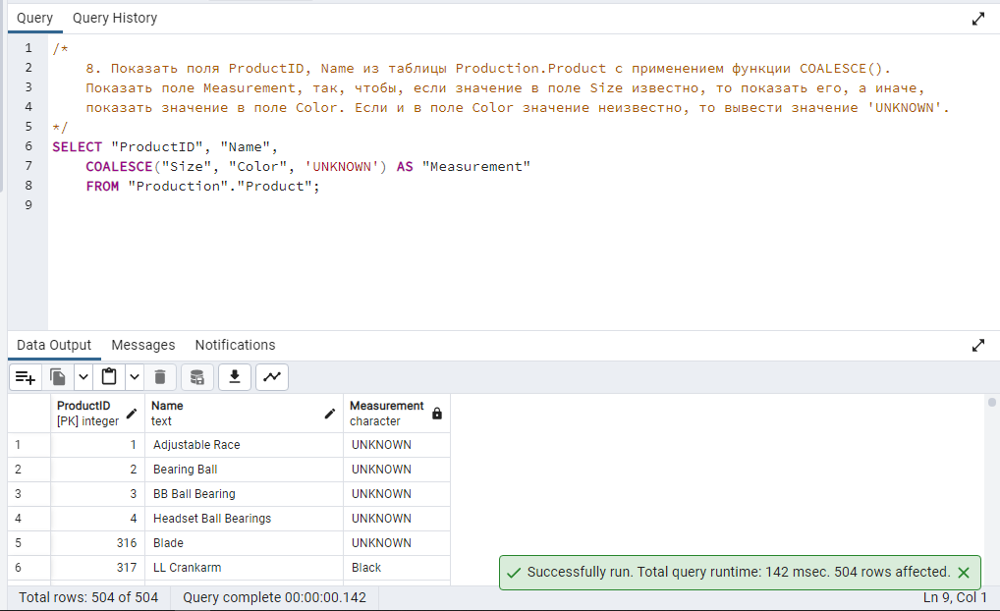 Query Query History
1 /*
2 8. Показать поля ProductID, Name из таблицы Production.Product с применением функции COALESCE().
3 Показать поле Measurement, так, чтобы, если значение в поле Size известно, то показать его, а иначе,
4 показать значение в поле Color. Если и в поле Color значение неизвестно, то вывести значение 'UNKNOWN'.
5 */
6 SELECT "ProductID", "Name",
7 COALESCE("Size", "Color", 'UNKNOWN') AS "Measurement"
8 FROM "Production"."Product";
9
Data Output Messages Notifications
ProductID Name Measurement
[PK] integer text character
1 1 Adjustable Race UNKNOWN
2 2 Bearing Ball UNKNOWN
3 3 BB Ball Bearing UNKNOWN
4 4 Headset Ball Bearings UNKNOWN
5 316 Blade UNKNOWN
6 317 LL Crankarm Black
Successfully run. Total query runtime: 142 msec. 504 rows affected.
Total rows: 504 of 504 Query complete 00:00:00.142 Ln 9, Col 1